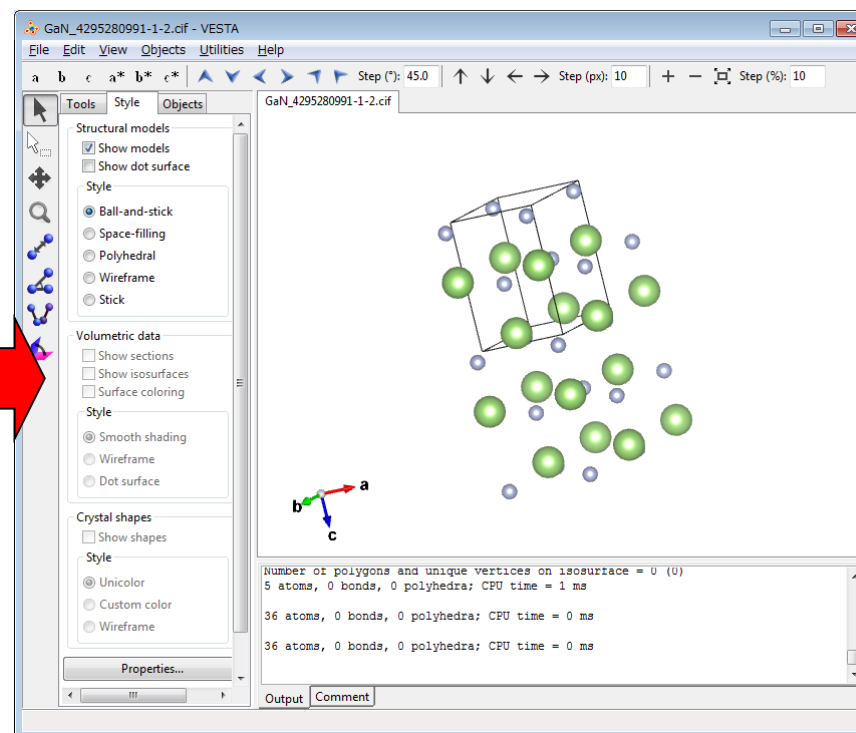 GaN_4295280991-1-2.cif - VESTA
File Edit View Objects Utilities Help
a b c a* b* c* Step (°): 45.0 Step (px): 10 Step (%): 10
Tools Style Objects
GaN_4295280991-1-2.cif
Structural models
Show models
Show dot surface
Style
Ball-and-stick
Space-filling
Polyhedral
Wireframe
Stick
Volumetric data
Show sections
Show isosurfaces
Surface coloring
Style
Smooth shading
Wireframe
Dot surface
Crystal shapes
Show shapes
Style
Unicolor
Custom color
Wireframe
Properties...
a
b
c
Number of polygons and unique vertices on isosurface = 0 (0)
5 atoms, 0 bonds, 0 polyhedra; CPU time = 1 ms
36 atoms, 0 bonds, 0 polyhedra; CPU time = 0 ms
36 atoms, 0 bonds, 0 polyhedra; CPU time = 0 ms
Output Comment